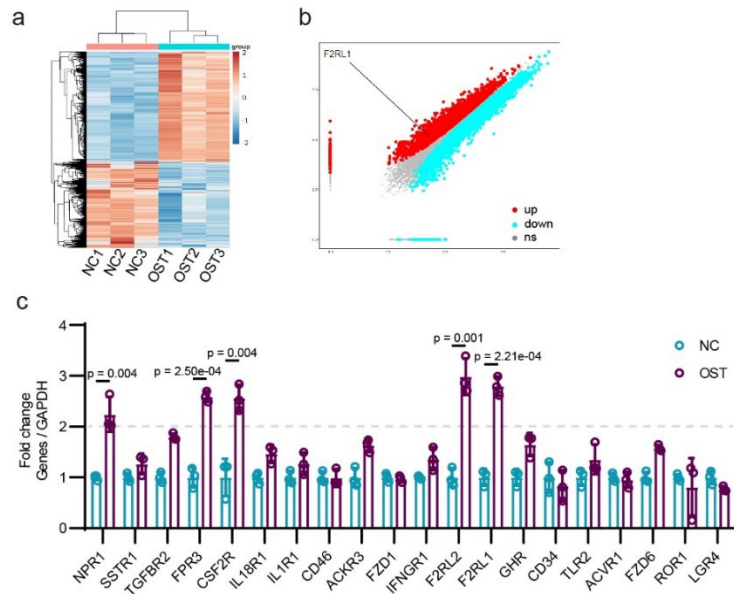 a
group
2
1
0
1
2
NC1 NC2 NC3 OST1 OST2 OST3
b
F2RL1
up
down
ns
c
Fold change
Genes / GAPDH
4
3
2
1
0
p = 0.004
p = 2.50e-04
p = 0.004
p = 0.001
p = 2.21e-04
NC
OST
NPR1 SSTR1 TGFBR2 FPR3 CSF2R IL18R1 IL1R1 CD46 ACKR3 FZD1 IFNGR1 F2RL2 F2RL1 GHR CD34 TLR2 ACVR1 FZD6 ROR1 LGR4